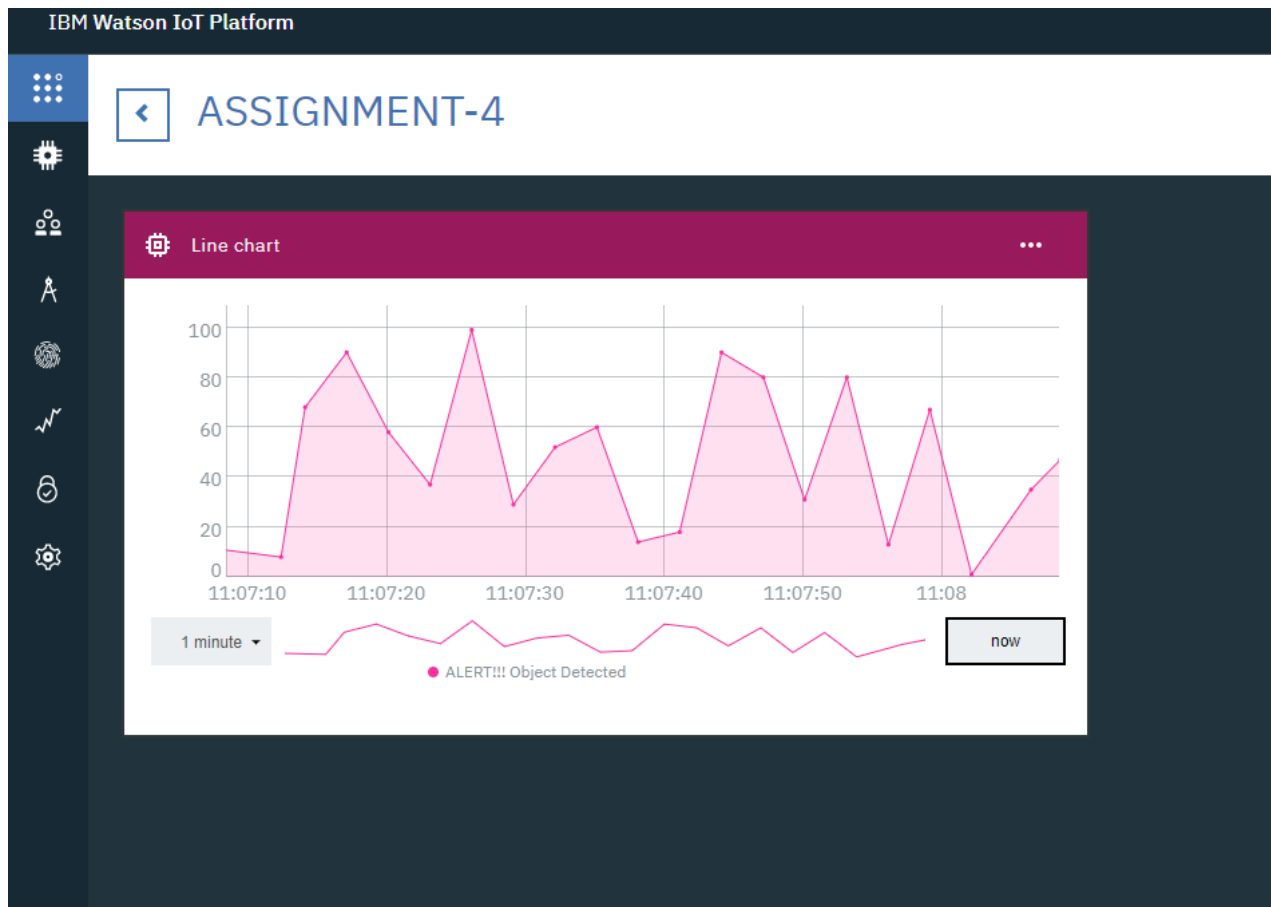 IBM Watson IoT Platform
ASSIGNMENT-4
Line chart
100
80
60
40
20
0
11:07:10 11:07:20 11:07:30 11:07:40 11:07:50 11:08
1 minute
now
ALERT!!! Object Detected